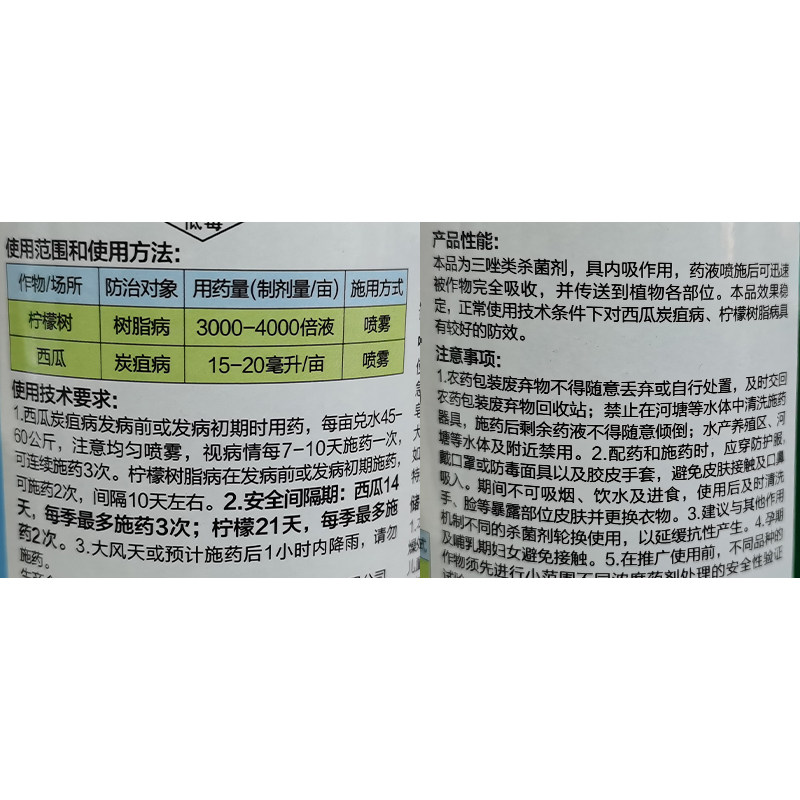 低毒
使用范围和使用方法:
作物/场所 防治对象 用药量(制剂量/亩) 施用方式
柠檬树 树脂病 3000-4000倍液 喷雾
西瓜 炭疽病 15-20毫升/亩 喷雾
使用技术要求:
1.西瓜炭疽病发病前或发病初期时用药，每亩兑水45-
60公斤，注意均匀喷雾，视病情每7-10天施药一次，
可连续施药3次。柠檬树脂病在发病前或发病初期施药，
可施药2次，间隔10天左右。2.安全间隔期：西瓜14
天，每季最多施药3次；柠檬21天，每季最多施
药2次。3.大风天或预计施药后1小时内降雨，请勿
施药。
产品性能:
本品为三唑类杀菌剂，具内吸作用，药液喷施后可迅速
被作物完全吸收，并传送到植物各部位。本品效果稳
定，正常使用技术条件下对西瓜炭疽病、柠檬树脂病具
有较好的防效。
注意事项:
1.农药包装废弃物不得随意丢弃或自行处置，及时交回
农药包装废弃物回收站；禁止在河塘等水体中清洗施药
器具，施药后剩余药液不得随意倾倒；水产养殖区、河
塘等水体及附近禁用。2.配药和施药时，应穿防护服，
戴口罩或防毒面具以及胶皮手套，避免皮肤接触及口鼻
吸入。期间不可吸烟、饮水及进食，使用后及时清洗
手、脸等暴露部位皮肤并更换衣物。3.建议与其他作用
机制不同的杀菌剂轮换使用，以延缓抗性产生。4.孕期
及哺乳期妇女避免接触。5.在推广使用前，不同品种的
作物须先进行小范围不同浓度药剂处理的安全性验证